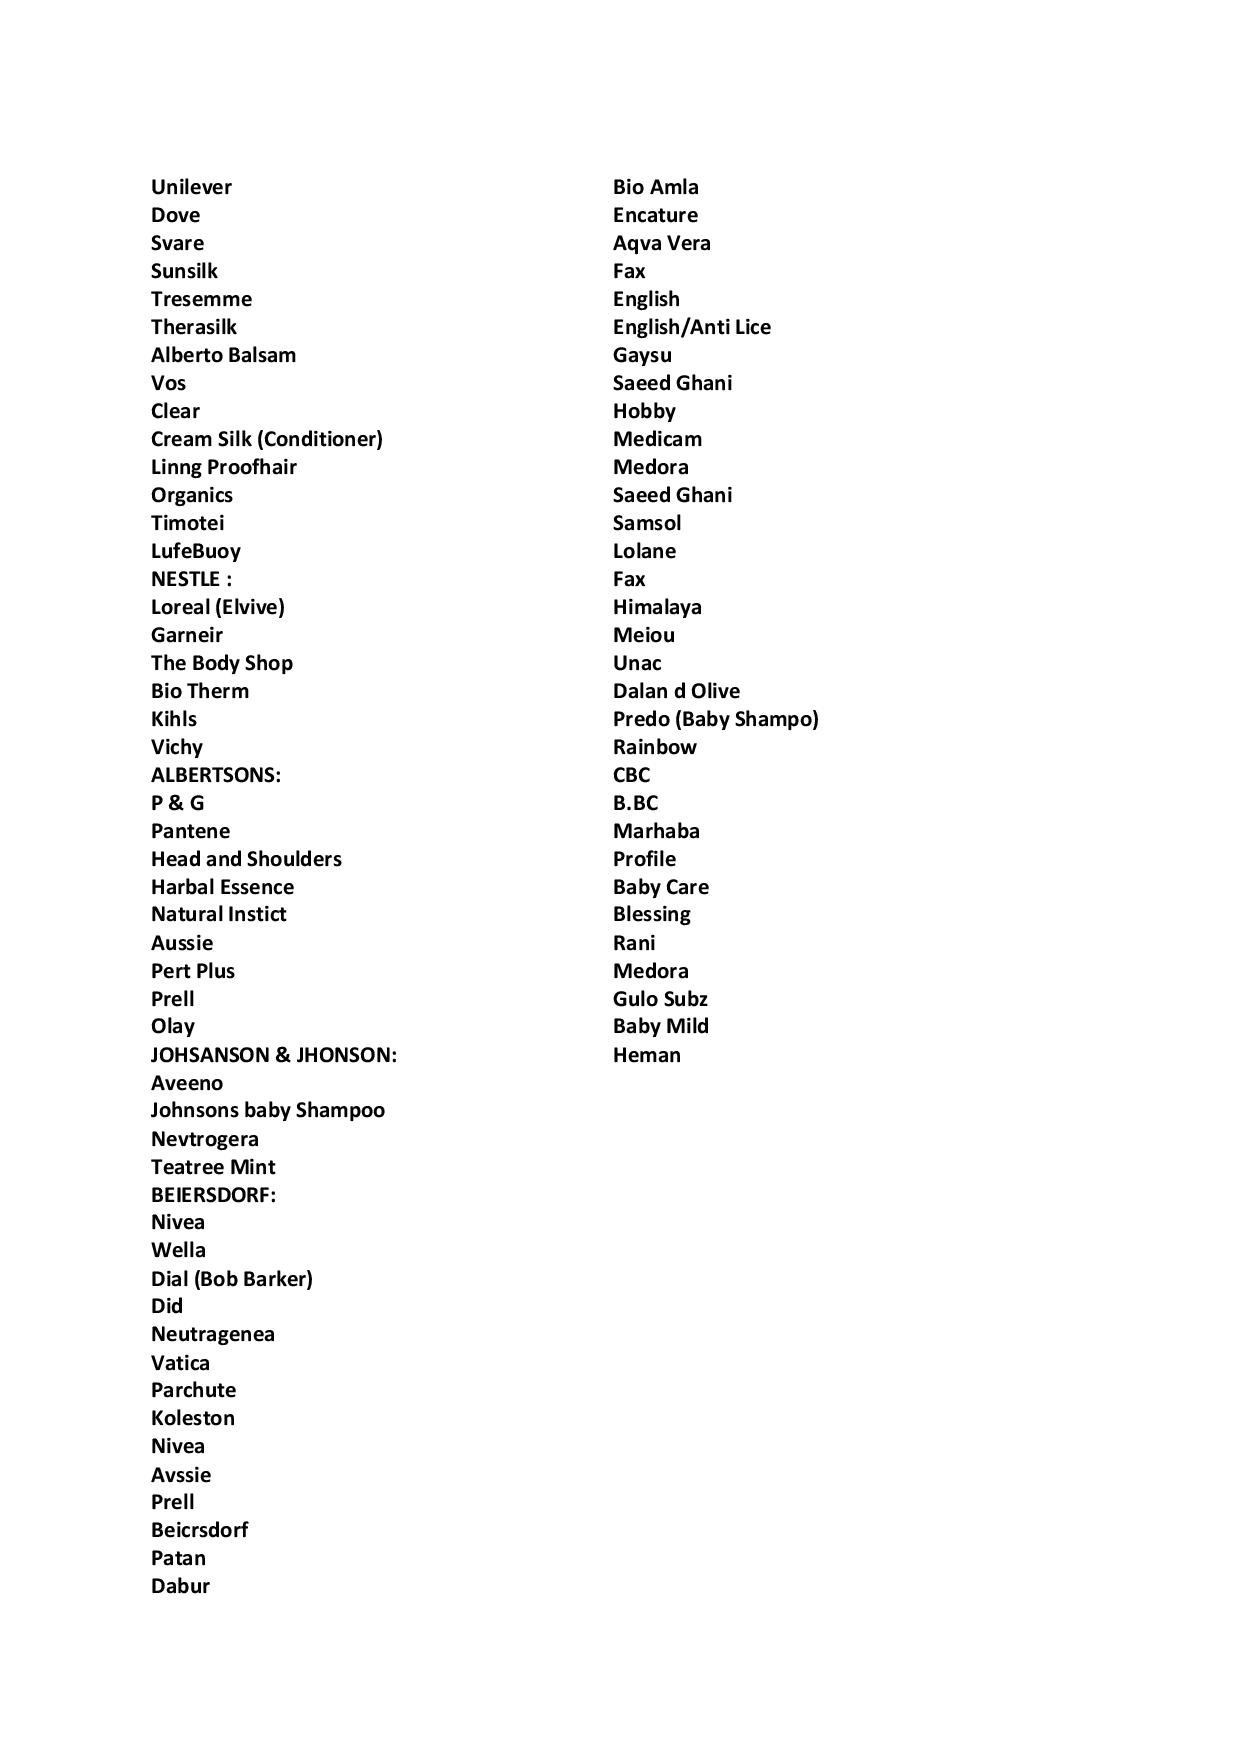 Unilever
Dove
Svare
Sunsilk
Tresemme
Therasilk
Alberto Balsam
Vos
Clear
Cream Silk (Conditioner)
Linng Proofhair
Organics
Timotei
LufeBuoy
NESTLE :
Loreal (Elvive)
Garneir
The Body Shop
Bio Therm
Kihls
Vichy
ALBERTSONS:
P & G
Pantene
Head and Shoulders
Harbal Essence
Natural Instict
Aussie
Pert Plus
Prell
Olay
JOHSANSON & JHONSON:
Aveeno
Johnsons baby Shampoo
Nevtrogera
Teatree Mint
BEIERSDORF:
Nivea
Wella
Dial (Bob Barker)
Did
Neutragenea
Vatica
Parchute
Koleston
Nivea
Avssie
Prell
Beicrsdorf
Patan
Dabur
Bio Amla
Encature
Aqva Vera
Fax
English
English/Anti Lice
Gaysu
Saeed Ghani
Hobby
Medicam
Medora
Saeed Ghani
Samsol
Lolane
Fax
Himalaya
Meiou
Unac
Dalan d Olive
Predo (Baby Shampo)
Rainbow
CBC
B.BC
Marhaba
Profile
Baby Care
Blessing
Rani
Medora
Gulo Subz
Baby Mild
Heman